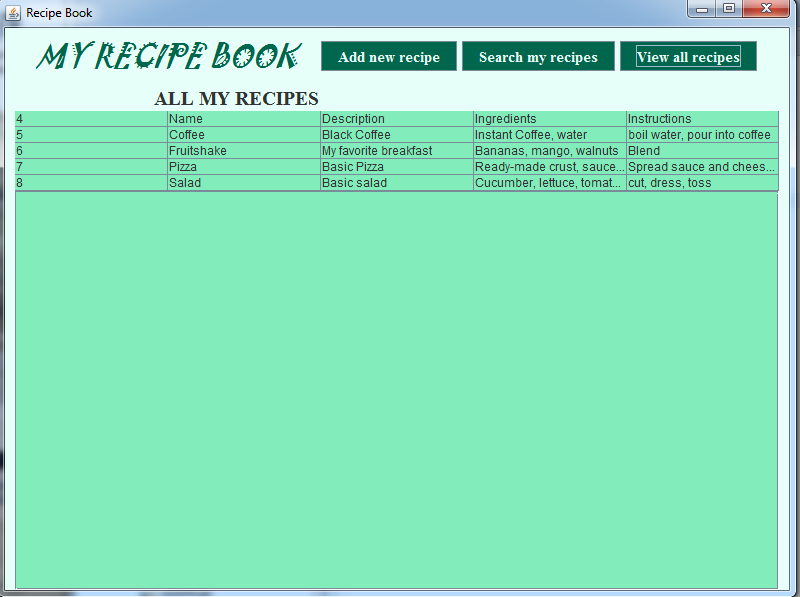 Recipe Book
MY RECIPE BOOK Add new recipe Search my recipes View all recipes
ALL MY RECIPES
4 Name Description Ingredients Instructions
5 Coffee Black Coffee Instant Coffee, water boil water, pour into coffee
6 Fruitshake My favorite breakfast Bananas, mango, walnuts Blend
7 Pizza Basic Pizza Ready-made crust, sauce... Spread sauce and chees...
8 Salad Basic salad Cucumber, lettuce, tomat... cut, dress, toss